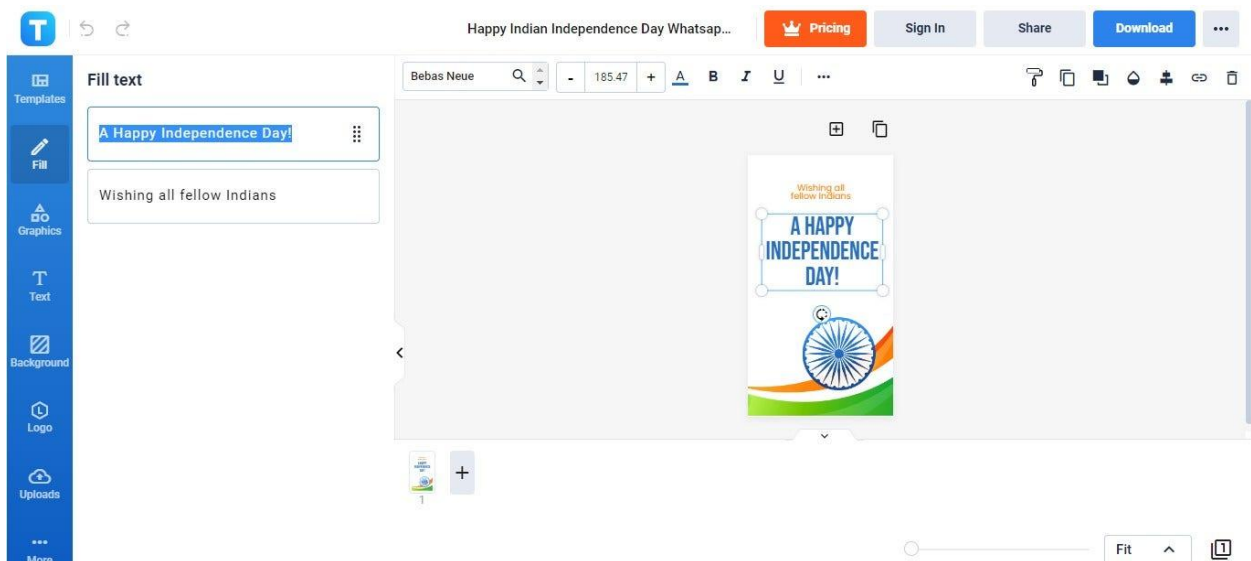 T
Happy Indian Independence Day Whatsap...
Pricing
Sign In
Share
Download
Templates
Fill
Graphics
Text
Background
Logo
Uploads
More
Fill text
A Happy Independence Day!
Wishing all fellow Indians
Bebas Neue
- 185.47 +
A B I U
Wishing all
fellow Indians
A HAPPY
INDEPENDENCE
DAY!
1
Fit
1